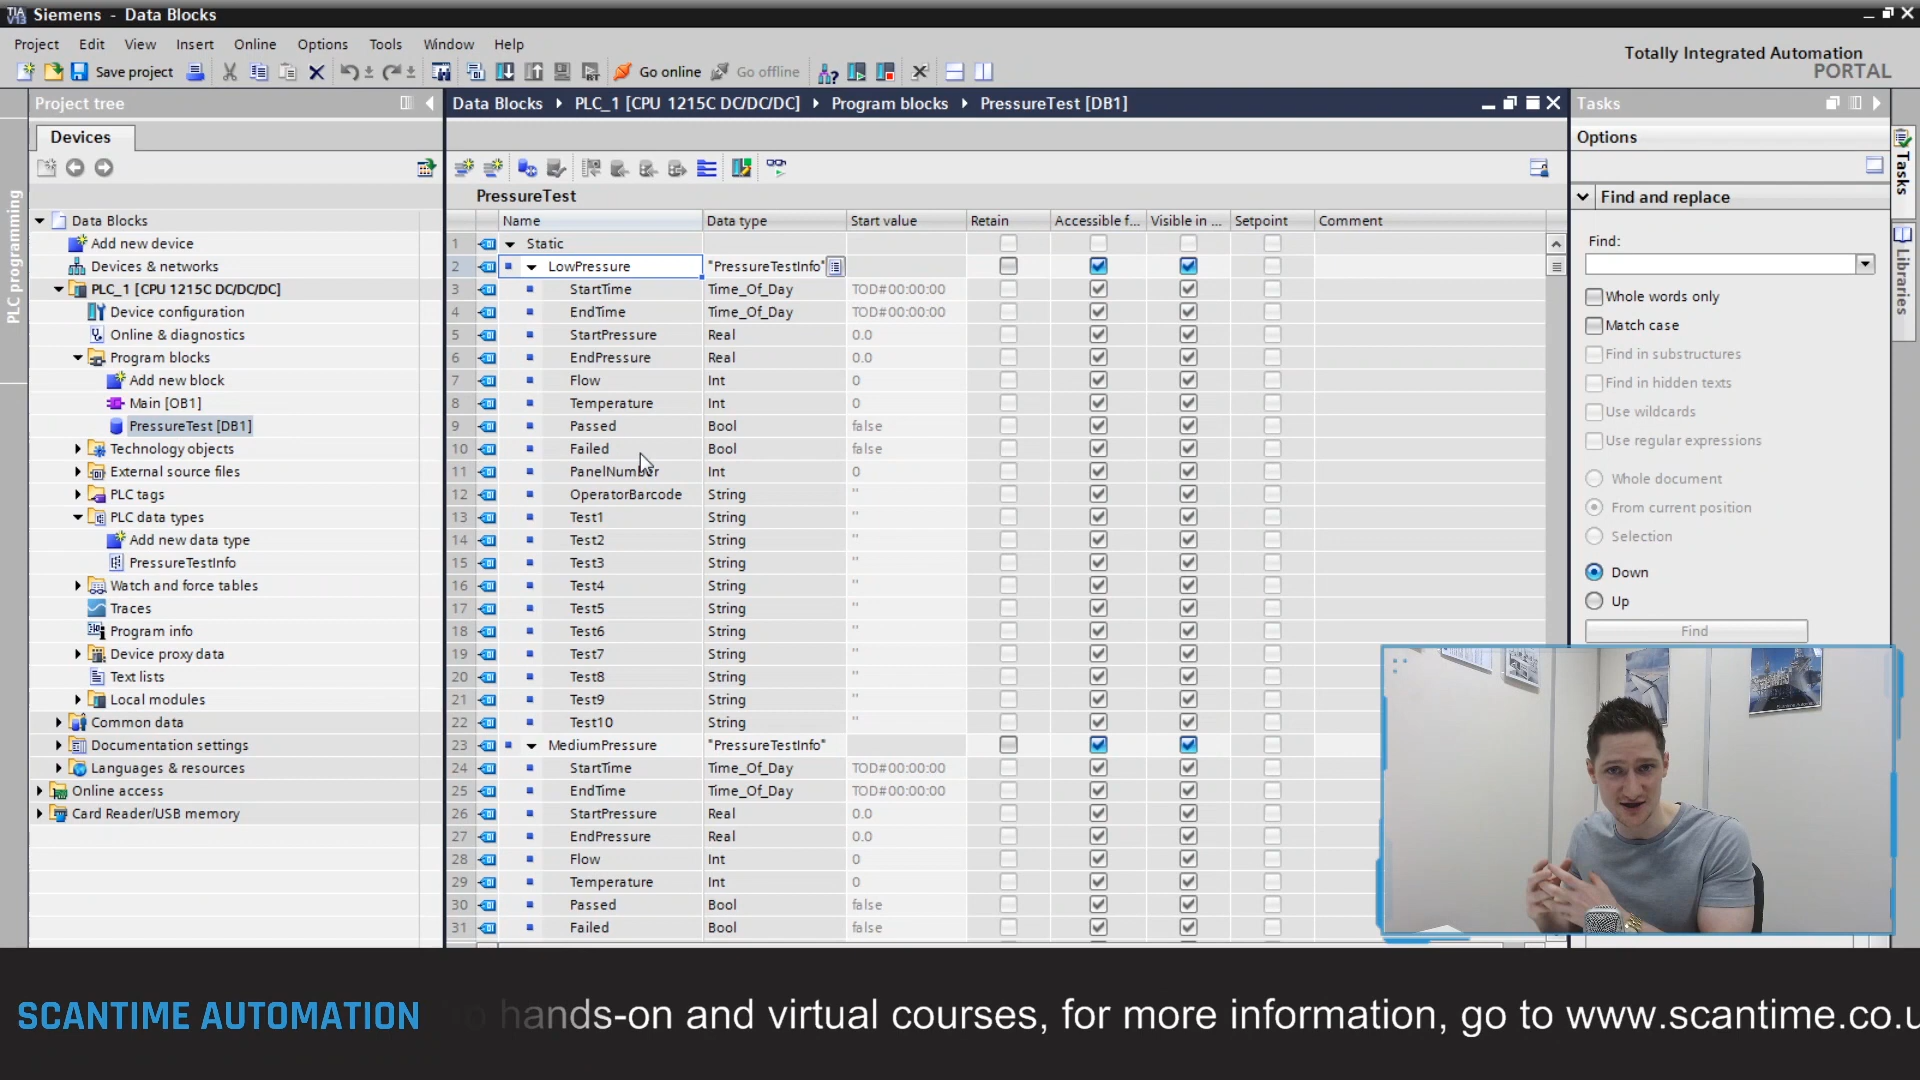 TIA V13 Siemens - Data Blocks
Project Edit View Insert Online Options Tools Window Help
Totally Integrated Automation
PORTAL
Save project Go online Go offline
Project tree
Data Blocks PLC_1 [CPU 1215C DC/DC/DC] Program blocks PressureTest [DB1]
Tasks
Devices
Options
PLC programming
Tasks
Libraries
PressureTest
Find and replace
Name Data type Start value Retain Accessible f... Visible in ... Setpoint Comment
Data Blocks
Add new device
Devices & networks
PLC_1 [CPU 1215C DC/DC/DC]
Device configuration
Online & diagnostics
Program blocks
Add new block
Main [OB1]
PressureTest [DB1]
Technology objects
External source files
PLC tags
PLC data types
Add new data type
PressureTestInfo
Watch and force tables
Traces
Program info
Device proxy data
Text lists
Local modules
Common data
Documentation settings
Languages & resources
Online access
Card Reader/USB memory
1 Static
2 LowPressure "PressureTestInfo"
3 StartTime Time_Of_Day TOD#00:00:00
4 EndTime Time_Of_Day TOD#00:00:00
5 StartPressure Real 0.0
6 EndPressure Real 0.0
7 Flow Int 0
8 Temperature Int 0
9 Passed Bool false
10 Failed Bool false
11 PanelNumber Int 0
12 OperatorBarcode String ''
13 Test1 String ''
14 Test2 String ''
15 Test3 String ''
16 Test4 String ''
17 Test5 String ''
18 Test6 String ''
19 Test7 String ''
20 Test8 String ''
21 Test9 String ''
22 Test10 String ''
23 MediumPressure "PressureTestInfo"
24 StartTime Time_Of_Day TOD#00:00:00
25 EndTime Time_Of_Day TOD#00:00:00
26 StartPressure Real 0.0
27 EndPressure Real 0.0
28 Flow Int 0
29 Temperature Int 0
30 Passed Bool false
31 Failed Bool false
Find:
Whole words only
Match case
Find in substructures
Find in hidden texts
Use wildcards
Use regular expressions
Whole document
From current position
Selection
Down
Up
Find
SCANTIME AUTOMATION
hands-on and virtual courses, for more information, go to www.scantime.co.u